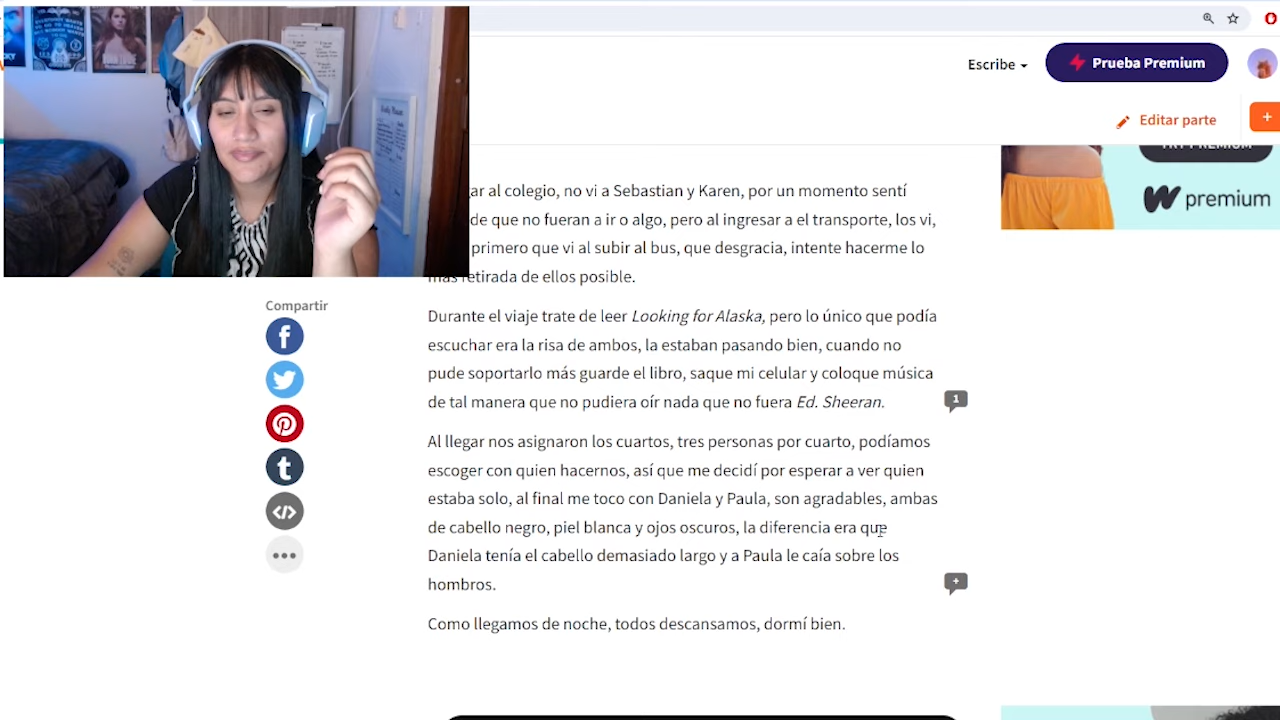 Escribe
Prueba Premium
Editar parte
premium
ar al colegio, no vi a Sebastian y Karen, por un momento sentí
de que no fueran a ir o algo, pero al ingresar a el transporte, los vi,
primero que vi al subir al bus, que desgracia, intente hacerme lo
mas retirada de ellos posible.
Compartir
Durante el viaje trate de leer Looking for Alaska, pero lo único que podía
escuchar era la risa de ambos, la estaban pasando bien, cuando no
pude soportarlo más guarde el libro, saque mi celular y coloque música
de tal manera que no pudiera oír nada que no fuera Ed. Sheeran.
1
Al llegar nos asignaron los cuartos, tres personas por cuarto, podíamos
escoger con quien hacernos, así que me decidí por esperar a ver quien
estaba solo, al final me toco con Daniela y Paula, son agradables, ambas
de cabello negro, piel blanca y ojos oscuros, la diferencia era que
Daniela tenía el cabello demasiado largo y a Paula le caía sobre los
hombros.
+
Como llegamos de noche, todos descansamos, dormí bien.